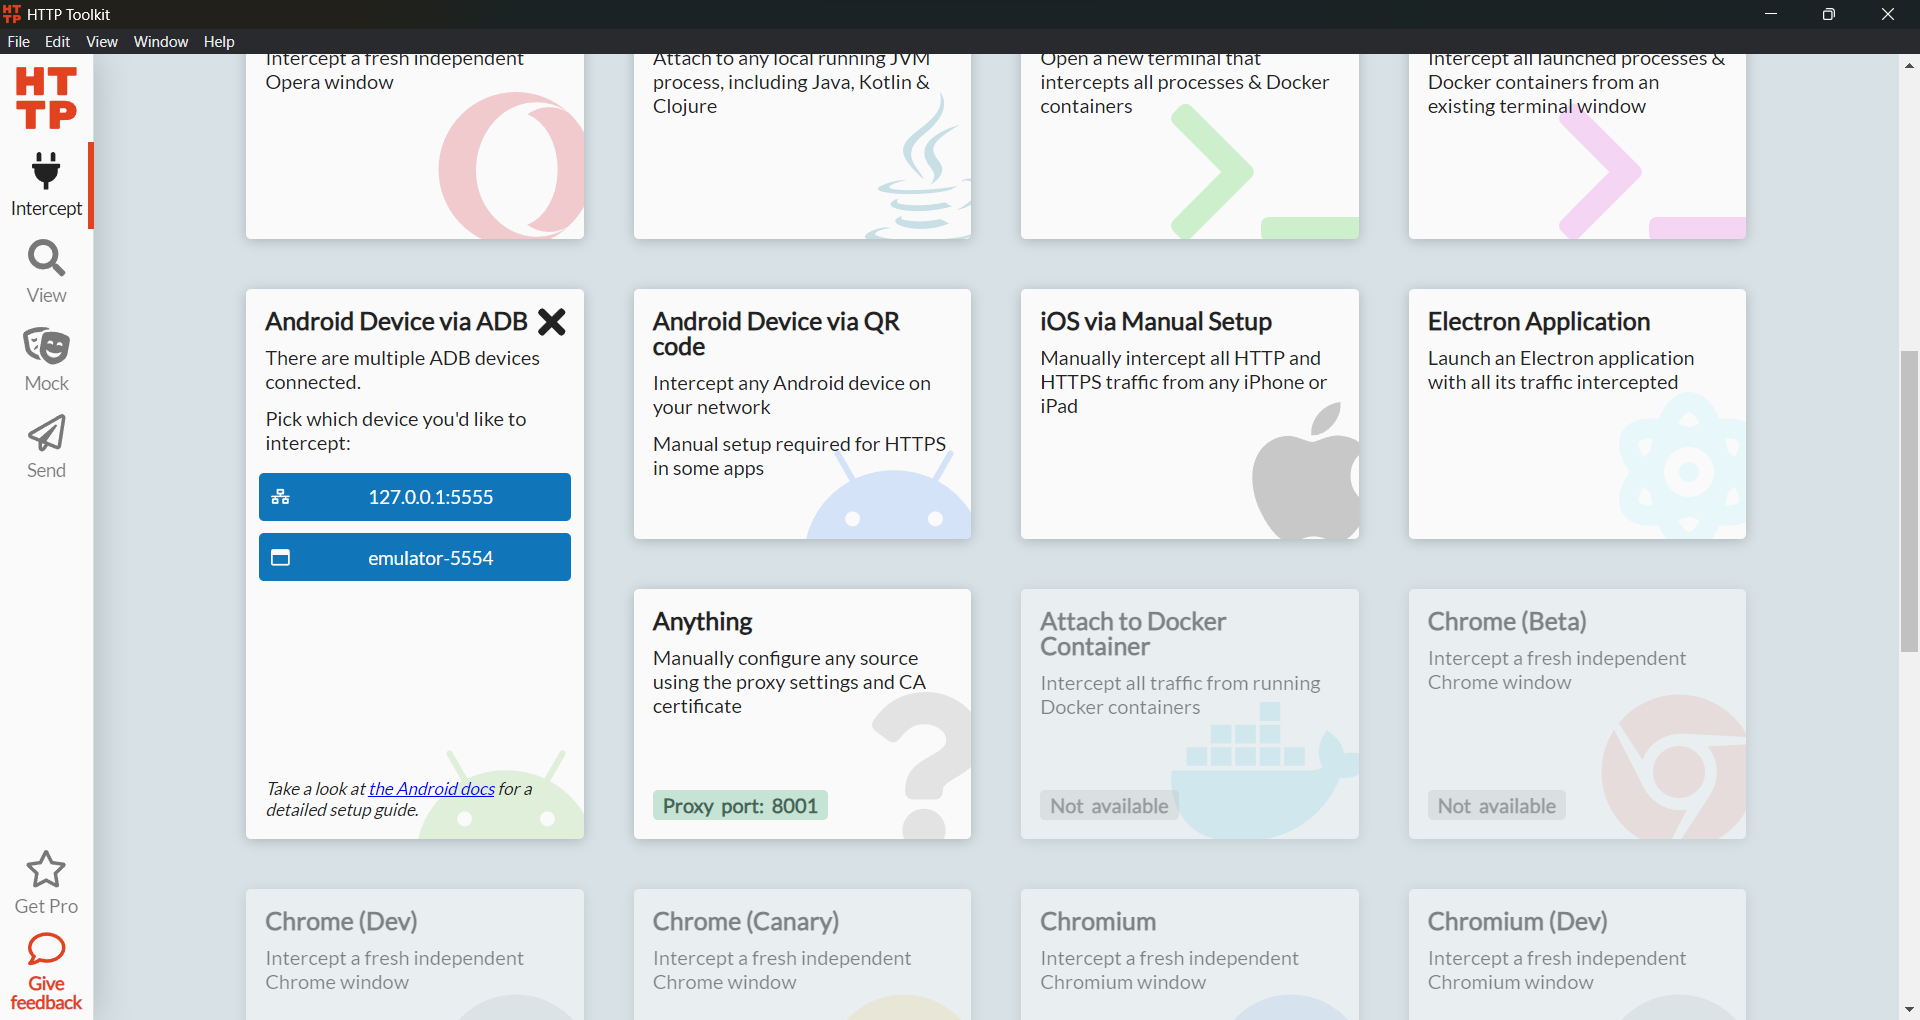 HTTP Toolkit
File Edit View Window Help
HT
TP
Intercept
View
Mock
Send
Get Pro
Give
feedback
Intercept a fresh independent
Opera window
Attach to any local running JVM
process, including Java, Kotlin &
Clojure
Open a new terminal that
intercepts all processes & Docker
containers
Intercept all launched processes &
Docker containers from an
existing terminal window
Android Device via ADB
There are multiple ADB devices
connected.
Pick which device you'd like to
intercept:
127.0.0.1:5555
emulator-5554
Take a look at the Android docs for a
detailed setup guide.
Android Device via QR
code
Intercept any Android device on
your network
Manual setup required for HTTPS
in some apps
iOS via Manual Setup
Manually intercept all HTTP and
HTTPS traffic from any iPhone or
iPad
Electron Application
Launch an Electron application
with all its traffic intercepted
Anything
Manually configure any source
using the proxy settings and CA
certificate
Proxy port: 8001
Attach to Docker
Container
Intercept all traffic from running
Docker containers
Not available
Chrome (Beta)
Intercept a fresh independent
Chrome window
Not available
Chrome (Dev)
Intercept a fresh independent
Chrome window
Chrome (Canary)
Intercept a fresh independent
Chrome window
Chromium
Intercept a fresh independent
Chromium window
Chromium (Dev)
Intercept a fresh independent
Chromium window